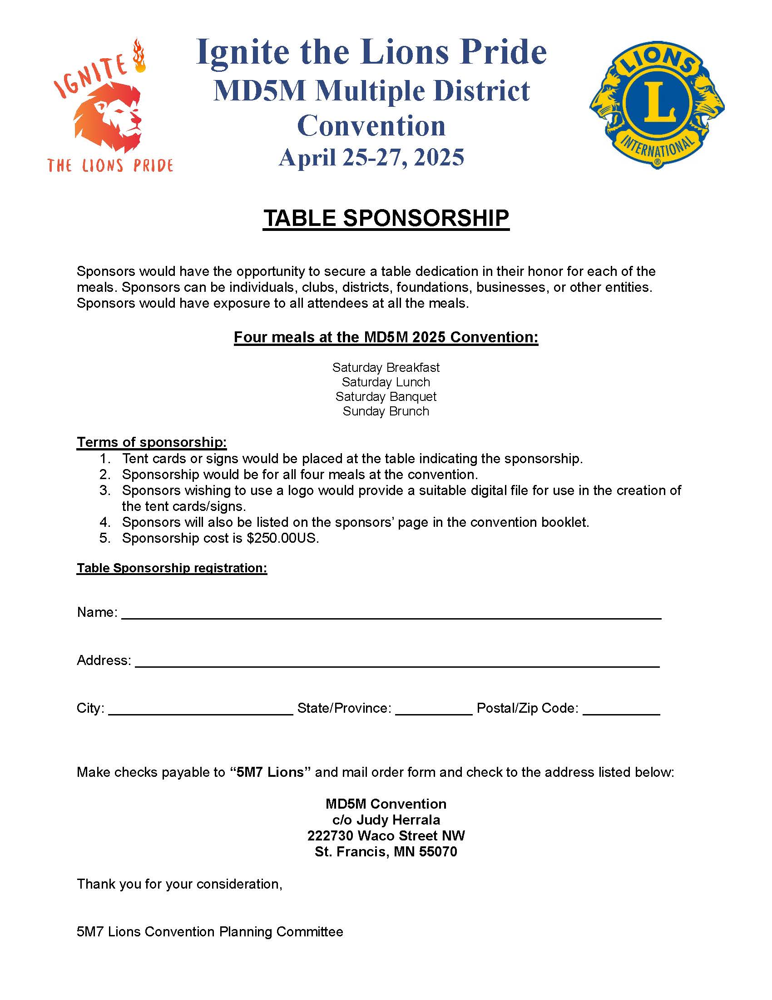 IGNITE
THE LIONS PRIDE
Ignite the Lions Pride
MD5M Multiple District
Convention
April 25-27, 2025
LIONS
L
INTERNATIONAL
®
TABLE SPONSORSHIP
Sponsors would have the opportunity to secure a table dedication in their honor for each of the
meals. Sponsors can be individuals, clubs, districts, foundations, businesses, or other entities.
Sponsors would have exposure to all attendees at all the meals.
Four meals at the MD5M 2025 Convention:
Saturday Breakfast
Saturday Lunch
Saturday Banquet
Sunday Brunch
Terms of sponsorship:
1. Tent cards or signs would be placed at the table indicating the sponsorship.
2. Sponsorship would be for all four meals at the convention.
3. Sponsors wishing to use a logo would provide a suitable digital file for use in the creation of
the tent cards/signs.
4. Sponsors will also be listed on the sponsors’ page in the convention booklet.
5. Sponsorship cost is $250.00US.
Table Sponsorship registration:
Name:
Address:
City: State/Province: Postal/Zip Code:
Make checks payable to “5M7 Lions” and mail order form and check to the address listed below:
MD5M Convention
c/o Judy Herrala
222730 Waco Street NW
St. Francis, MN 55070
Thank you for your consideration,
5M7 Lions Convention Planning Committee